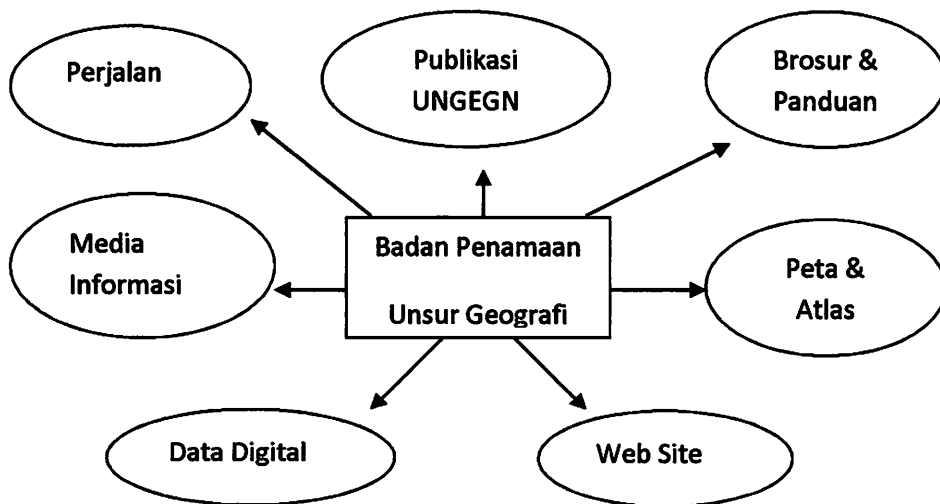 Perjalan
Publikasi
UNGEGN
Brosur &
Panduan
Media
Informasi
Badan Penamaan
Unsur Geografi
Peta &
Atlas
Data Digital
Web Site